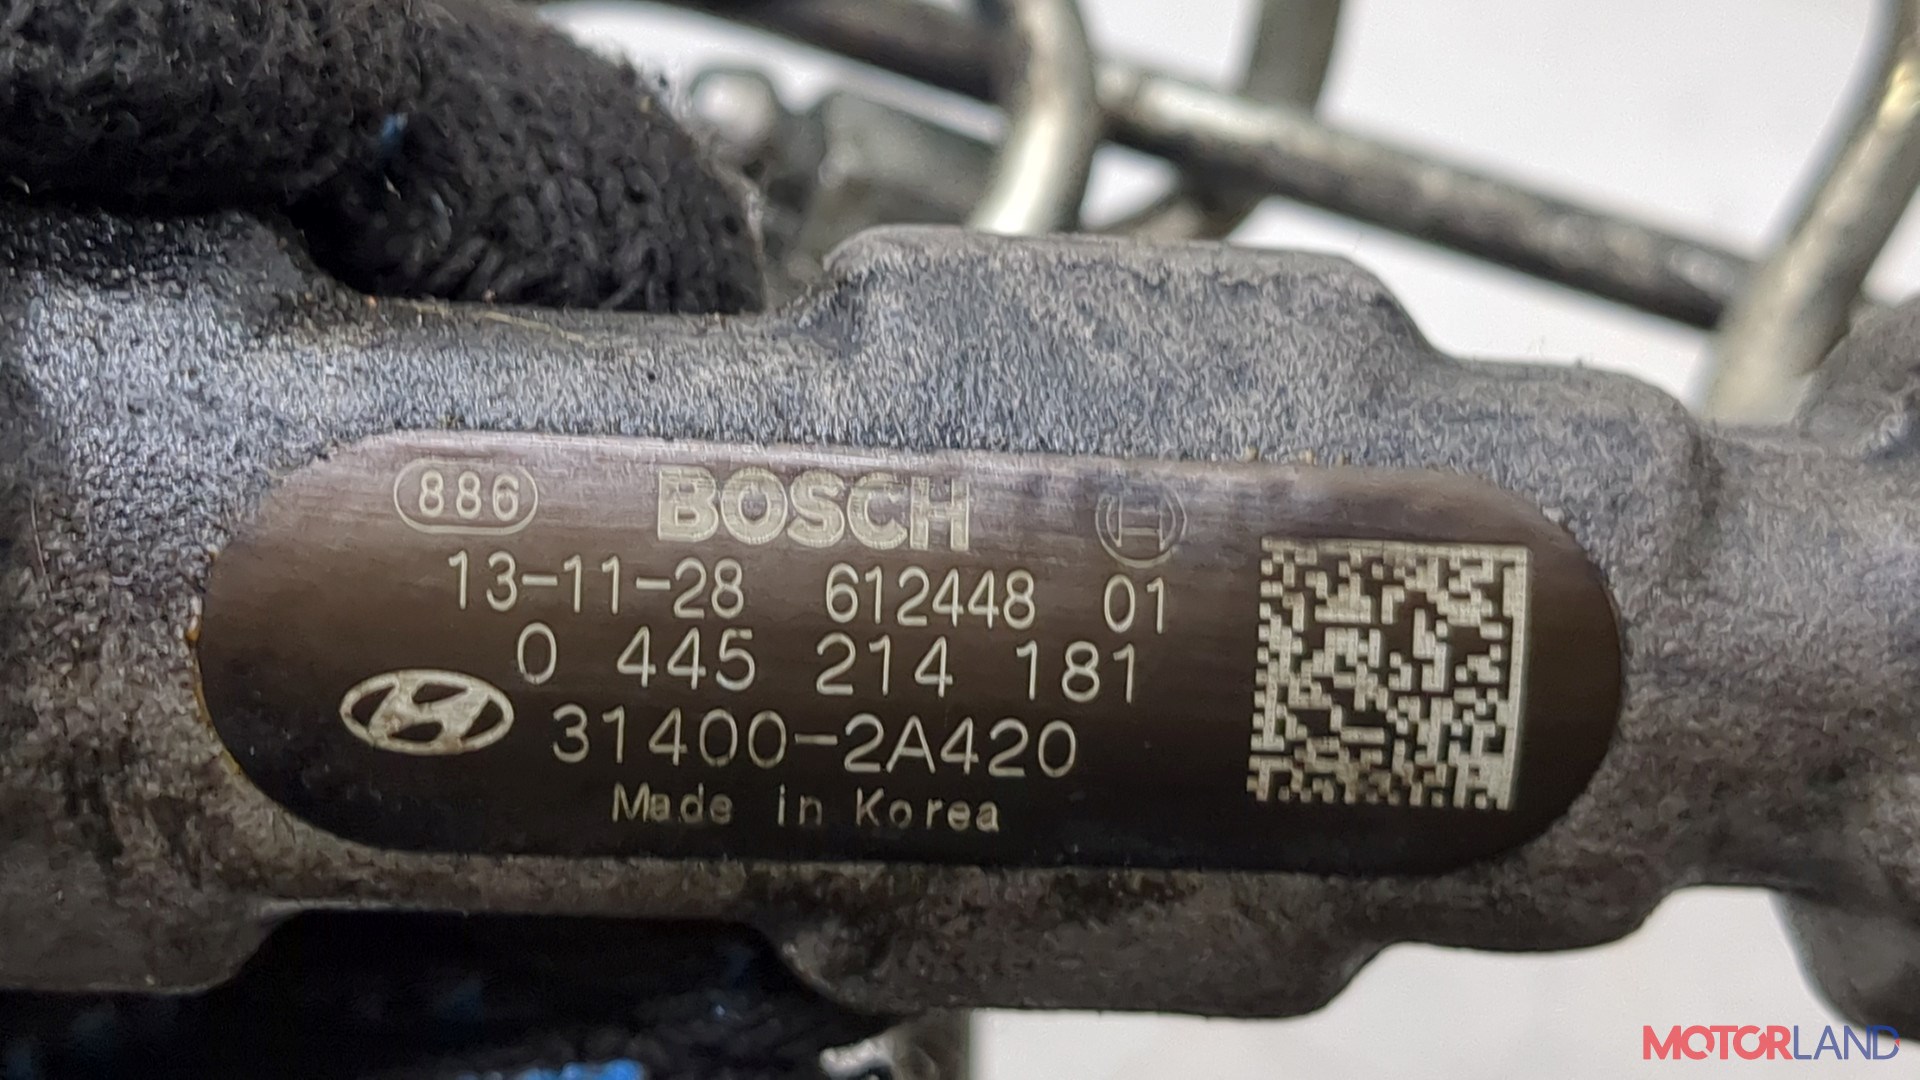 886 BOSCH
13-11-28 612448 01
0 445 214 181
31400-2A420
Made in Korea
MOTORLAND